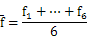 f̄ = (f₁ + ⋯ + f₆) / 6